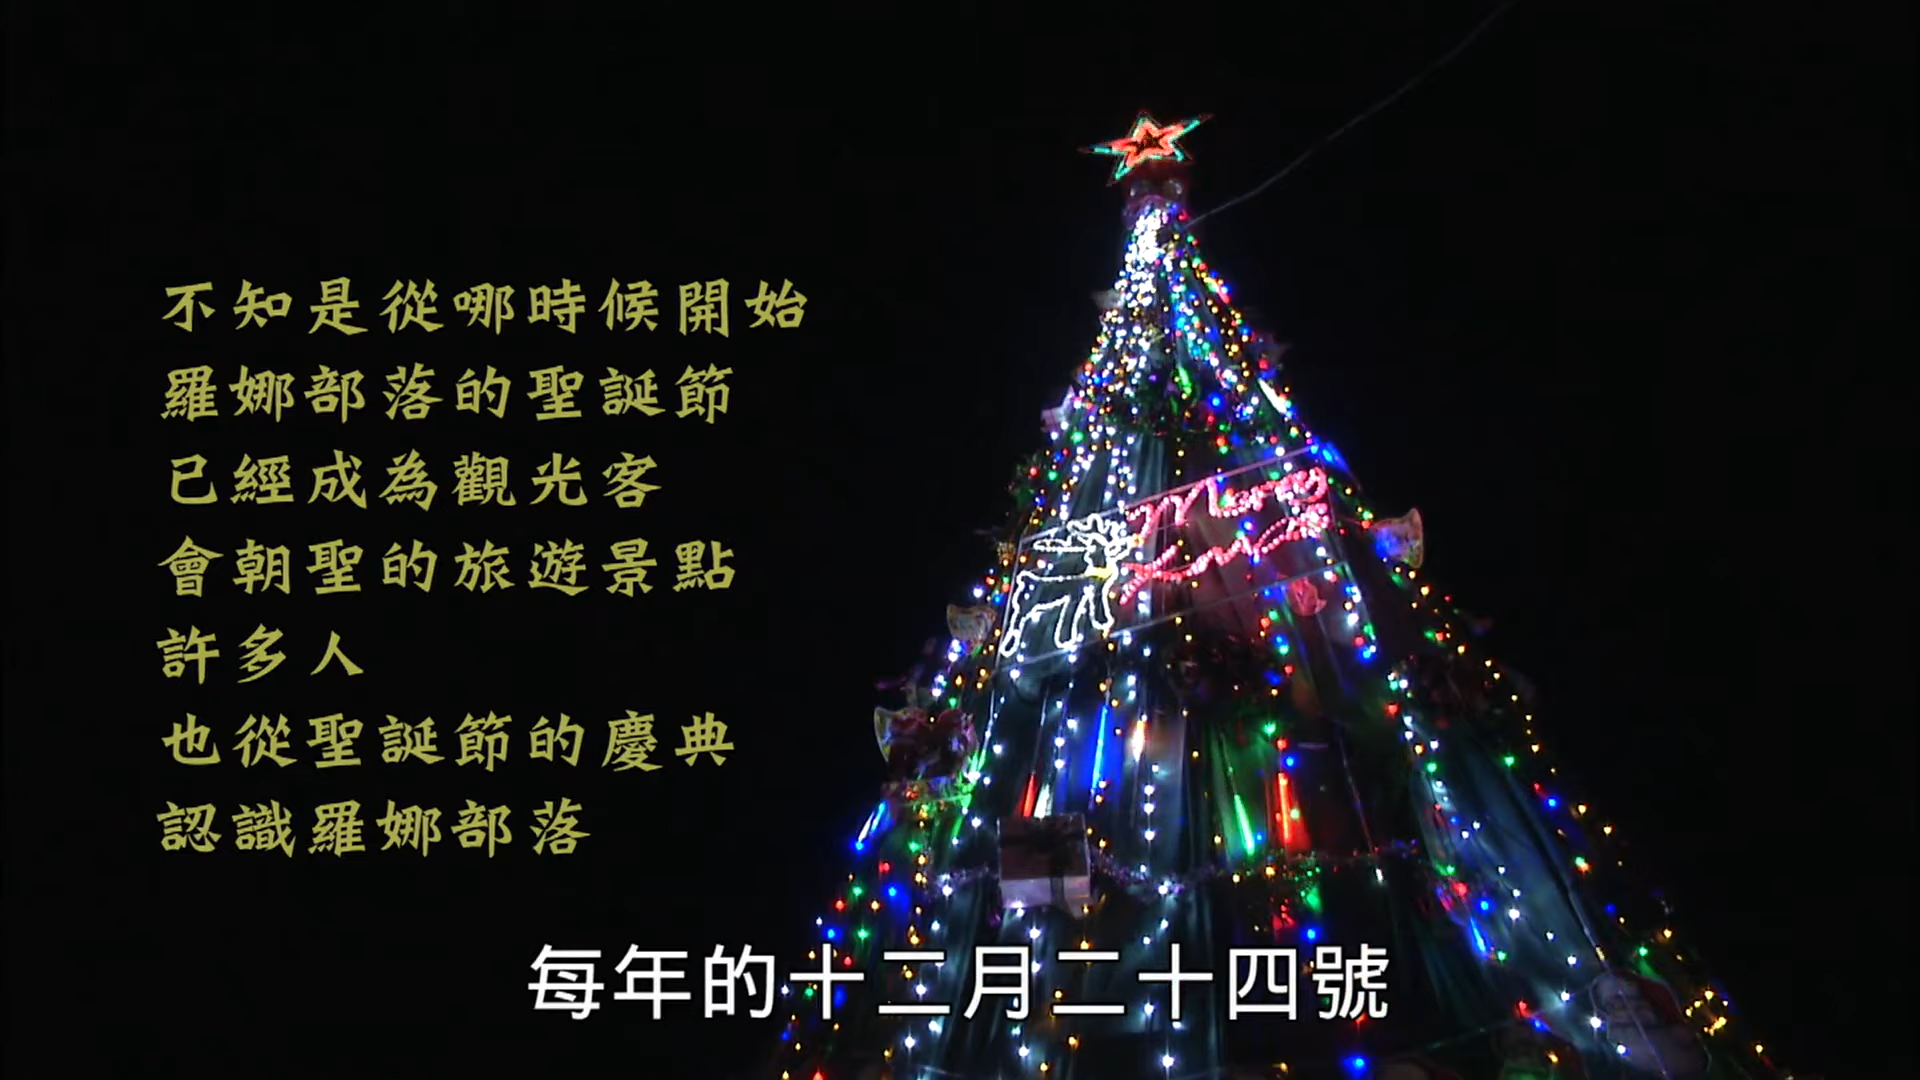 不知是從哪時候開始
羅娜部落的聖誕節
已經成為觀光客
會朝聖的旅遊景點
許多人
也從聖誕節的慶典
認識羅娜部落
Merry
每年的十二月二十四號